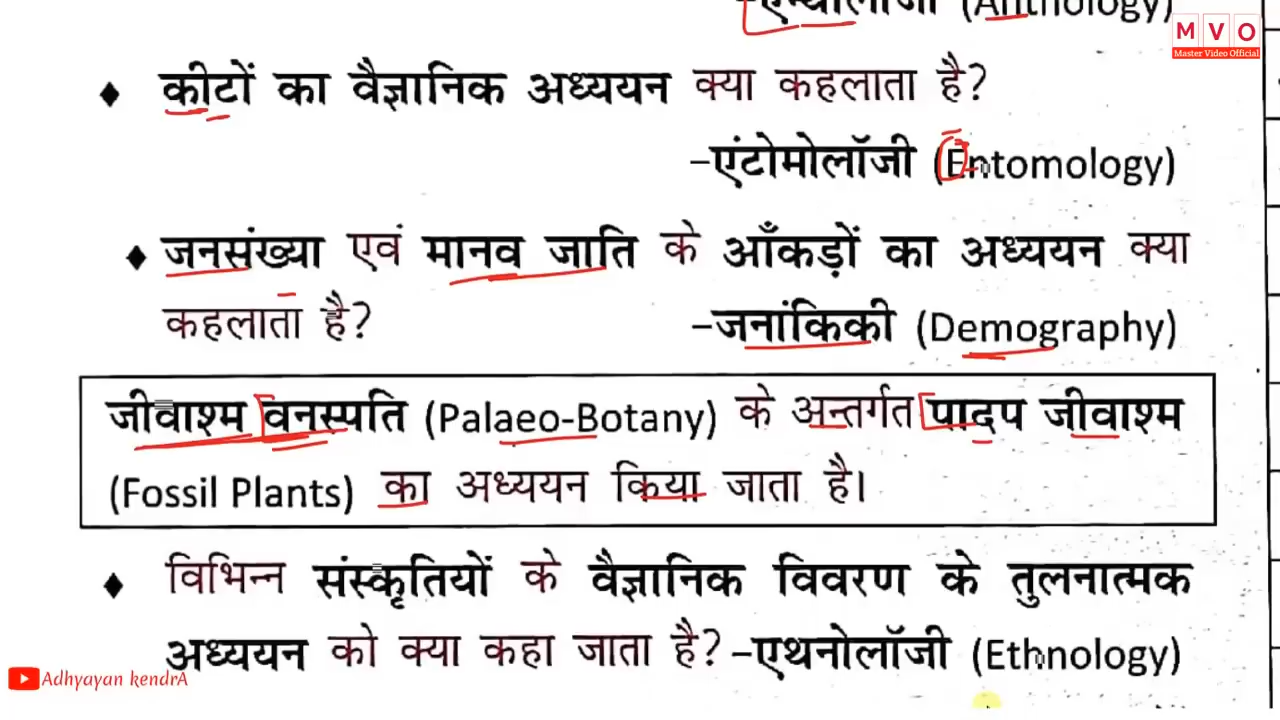 -एन्थोलॉजी (Anthology)
M V O
Master Video Official
♦ कीटों का वैज्ञानिक अध्ययन क्या कहलाता है?
-एंटोमोलॉजी (Entomology)
♦ जनसंख्या एवं मानव जाति के आँकड़ों का अध्ययन क्या
कहलाता है? -जनांकिकी (Demography)
जीवाश्म वनस्पति (Palaeo-Botany) के अन्तर्गत पादप जीवाश्म
(Fossil Plants) का अध्ययन किया जाता है।
♦ विभिन्न संस्कृतियों के वैज्ञानिक विवरण के तुलनात्मक
अध्ययन को क्या कहा जाता है? -एथनोलॉजी (Ethnology)
Adhyayan kendrA